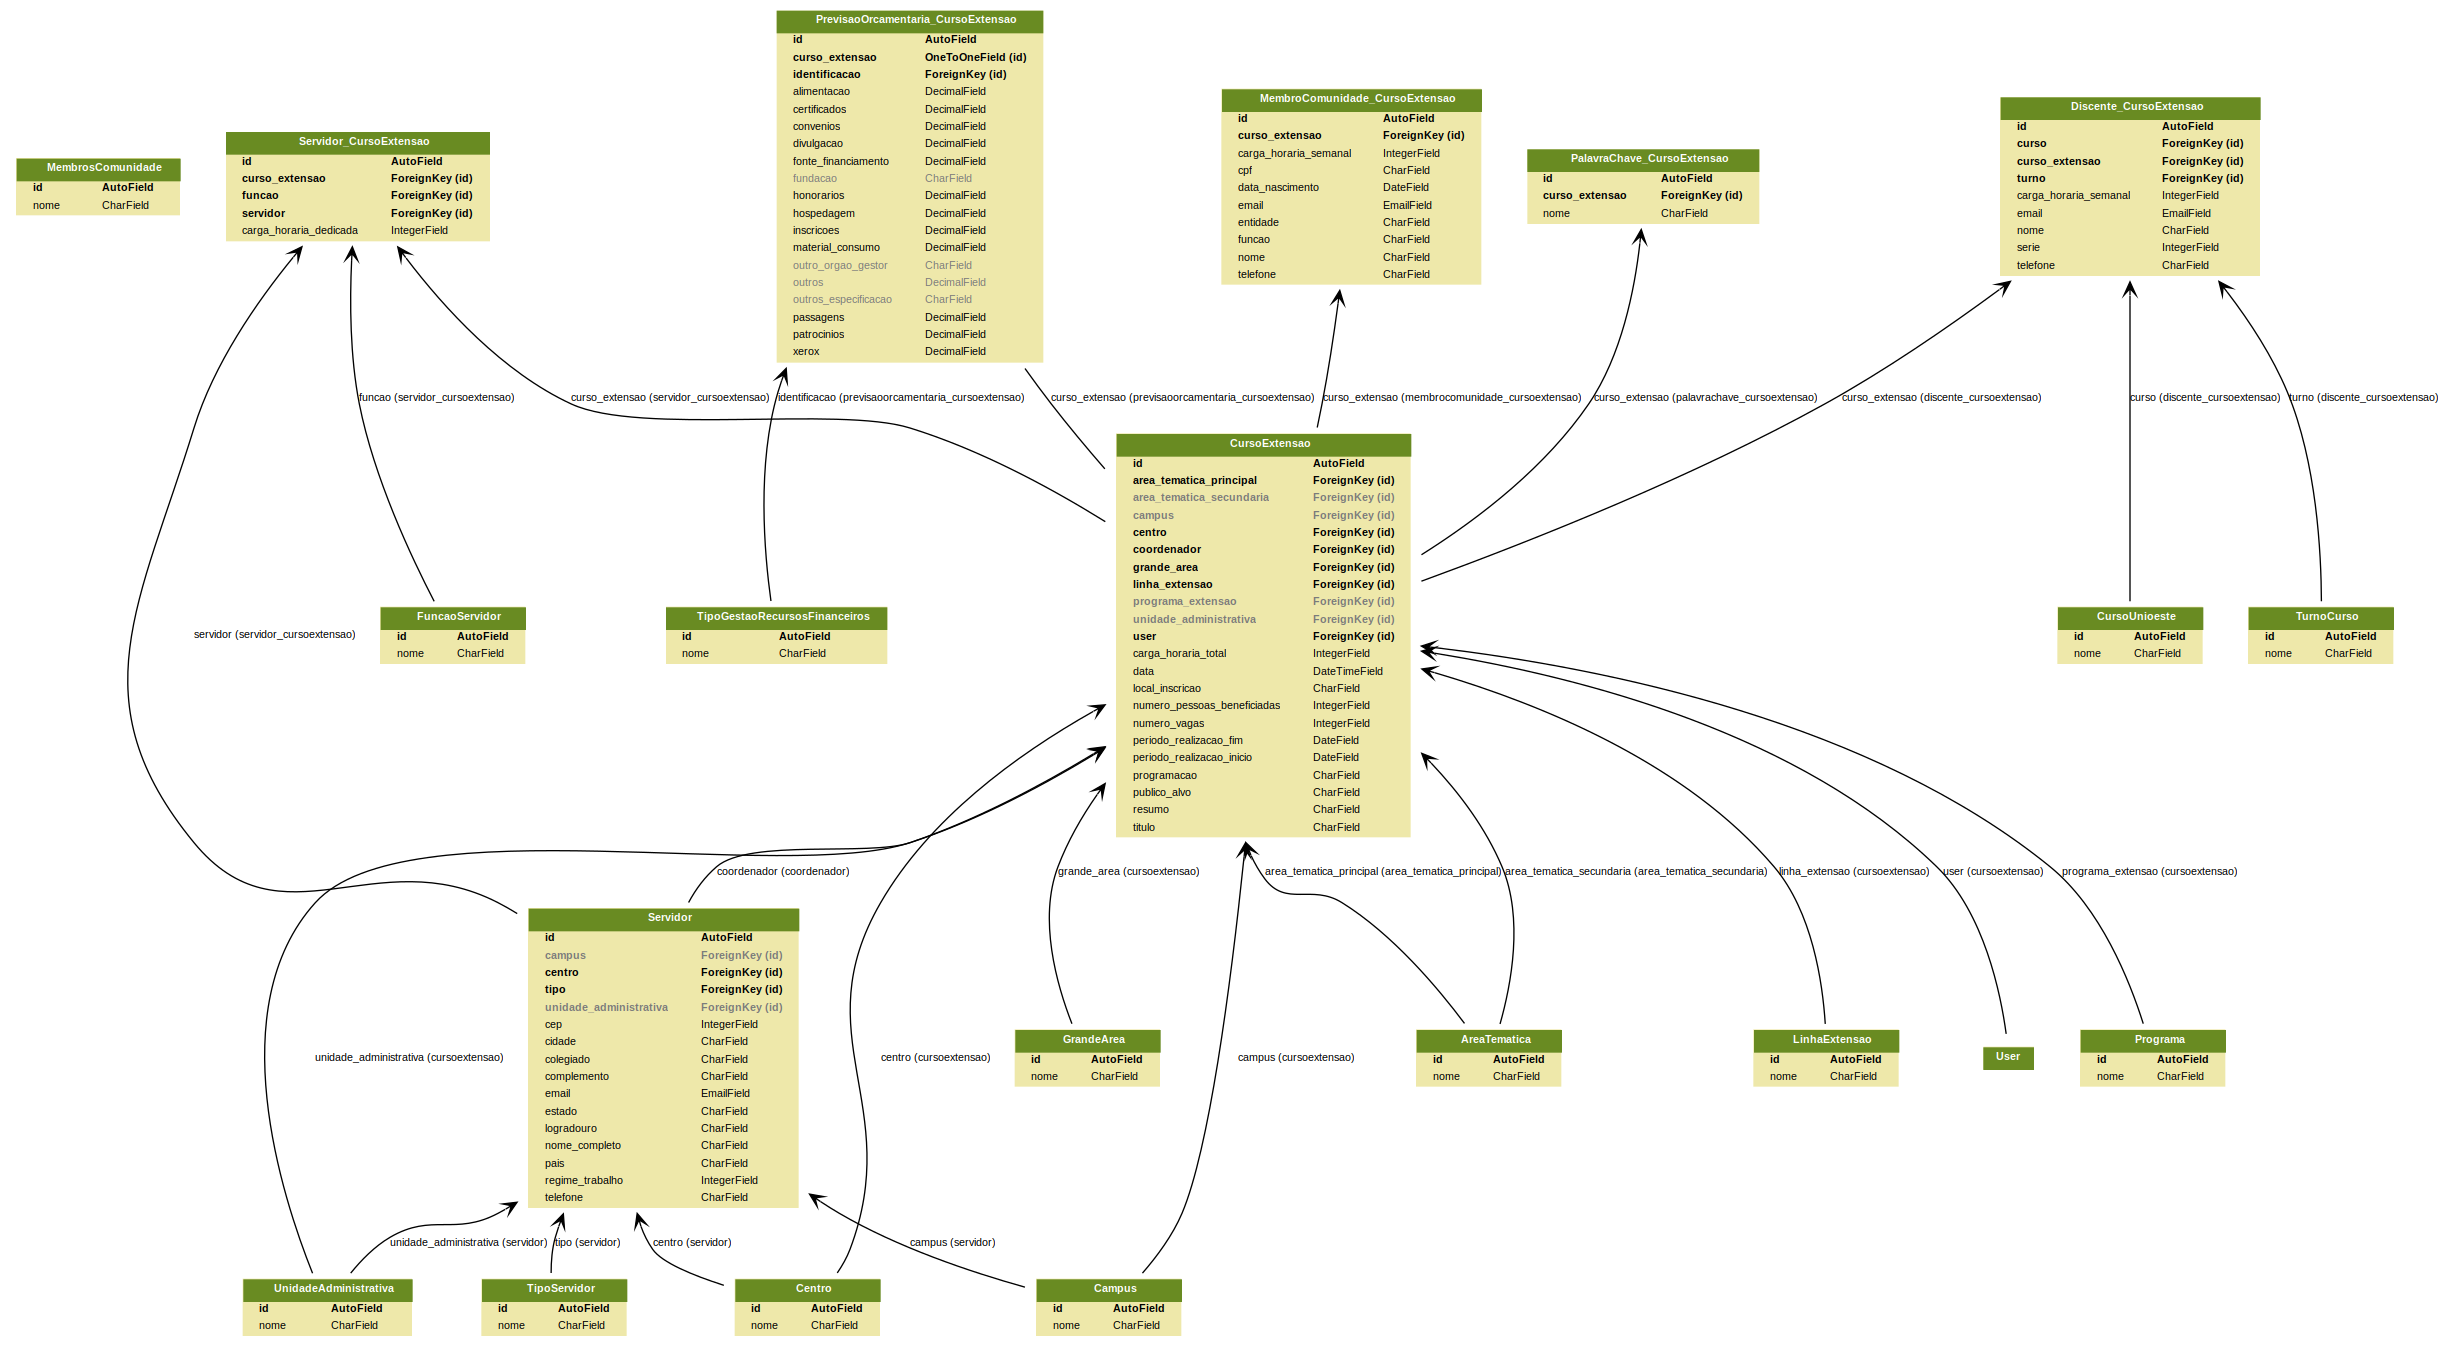 PrevisaoOrcamentaria_CursoExtensao
id AutoField
curso_extensao OneToOneField (id)
identificacao ForeignKey (id)
alimentacao DecimalField
certificados DecimalField
convenios DecimalField
divulgacao DecimalField
fonte_financiamento DecimalField
fundacao CharField
honorarios DecimalField
hospedagem DecimalField
inscricoes DecimalField
material_consumo DecimalField
outro_orgao_gestor CharField
outros DecimalField
outros_especificacao CharField
passagens DecimalField
patrocinios DecimalField
xerox DecimalField
MembroComunidade_CursoExtensao
id AutoField
curso_extensao ForeignKey (id)
carga_horaria_semanal IntegerField
cpf CharField
data_nascimento DateField
email EmailField
entidade CharField
funcao CharField
nome CharField
telefone CharField
Discente_CursoExtensao
id AutoField
curso ForeignKey (id)
curso_extensao ForeignKey (id)
turno ForeignKey (id)
carga_horaria_semanal IntegerField
email EmailField
nome CharField
serie IntegerField
telefone CharField
Servidor_CursoExtensao
id AutoField
curso_extensao ForeignKey (id)
funcao ForeignKey (id)
servidor ForeignKey (id)
carga_horaria_dedicada IntegerField
PalavraChave_CursoExtensao
id AutoField
curso_extensao ForeignKey (id)
nome CharField
MembrosComunidade
id AutoField
nome CharField
funcao (servidor_cursoextensao)
curso_extensao (servidor_cursoextensao)
identificacao (previsaoorcamentaria_cursoextensao)
curso_extensao (previsaoorcamentaria_cursoextensao)
curso_extensao (membrocomunidade_cursoextensao)
curso_extensao (palavrachave_cursoextensao)
curso_extensao (discente_cursoextensao)
curso (discente_cursoextensao)
turno (discente_cursoextensao)
CursoExtensao
id AutoField
area_tematica_principal ForeignKey (id)
area_tematica_secundaria ForeignKey (id)
campus ForeignKey (id)
centro ForeignKey (id)
coordenador ForeignKey (id)
grande_area ForeignKey (id)
linha_extensao ForeignKey (id)
programa_extensao ForeignKey (id)
unidade_administrativa ForeignKey (id)
user ForeignKey (id)
carga_horaria_total IntegerField
data DateTimeField
local_inscricao CharField
numero_pessoas_beneficiadas IntegerField
numero_vagas IntegerField
periodo_realizacao_fim DateField
periodo_realizacao_inicio DateField
programacao CharField
publico_alvo CharField
resumo CharField
titulo CharField
servidor (servidor_cursoextensao)
FuncaoServidor
id AutoField
nome CharField
TipoGestaoRecursosFinanceiros
id AutoField
nome CharField
CursoUnioeste
id AutoField
nome CharField
TurnoCurso
id AutoField
nome CharField
coordenador (coordenador)
grande_area (cursoextensao)
area_tematica_principal (area_tematica_principal)
area_tematica_secundaria (area_tematica_secundaria)
linha_extensao (cursoextensao)
user (cursoextensao)
programa_extensao (cursoextensao)
Servidor
id AutoField
campus ForeignKey (id)
centro ForeignKey (id)
tipo ForeignKey (id)
unidade_administrativa ForeignKey (id)
cep IntegerField
cidade CharField
colegiado CharField
complemento CharField
email EmailField
estado CharField
logradouro CharField
nome_completo CharField
pais CharField
regime_trabalho IntegerField
telefone CharField
unidade_administrativa (cursoextensao)
centro (cursoextensao)
GrandeArea
id AutoField
nome CharField
campus (cursoextensao)
AreaTematica
id AutoField
nome CharField
LinhaExtensao
id AutoField
nome CharField
User
Programa
id AutoField
nome CharField
unidade_administrativa (servidor)
tipo (servidor)
centro (servidor)
campus (servidor)
UnidadeAdministrativa
id AutoField
nome CharField
TipoServidor
id AutoField
nome CharField
Centro
id AutoField
nome CharField
Campus
id AutoField
nome CharField